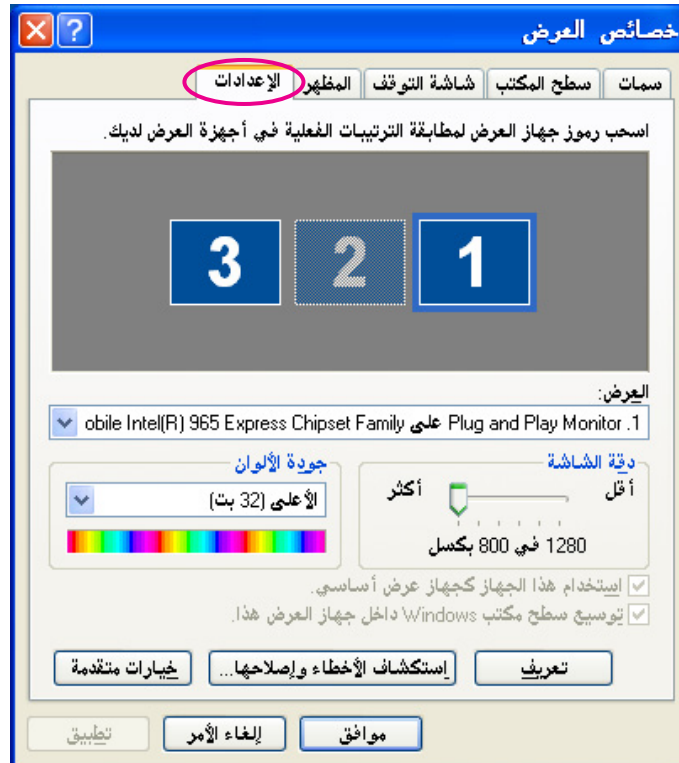 خصائص العرض
سمات سطح المكتب شاشة التوقف المظهر الإعدادات
اسحب رموز جهاز العرض لمطابقة الترتيبات الفعلية في أجهزة العرض لديك.
1 2 3
العرض:
1. Plug and Play Monitor على obile Intel(R) 965 Express Chipset Family
دقة الشاشة
أقل أكثر
1280 في 800 بكسل
جودة الألوان
الأعلى (32 بت)
إستخدام هذا الجهاز كجهاز عرض أساسي.
توسيع سطح مكتب Windows داخل جهاز العرض هذا.
تعريف إستكشاف الأخطاء وإصلاحها... خيارات متقدمة
موافق إلغاء الأمر تطبيق